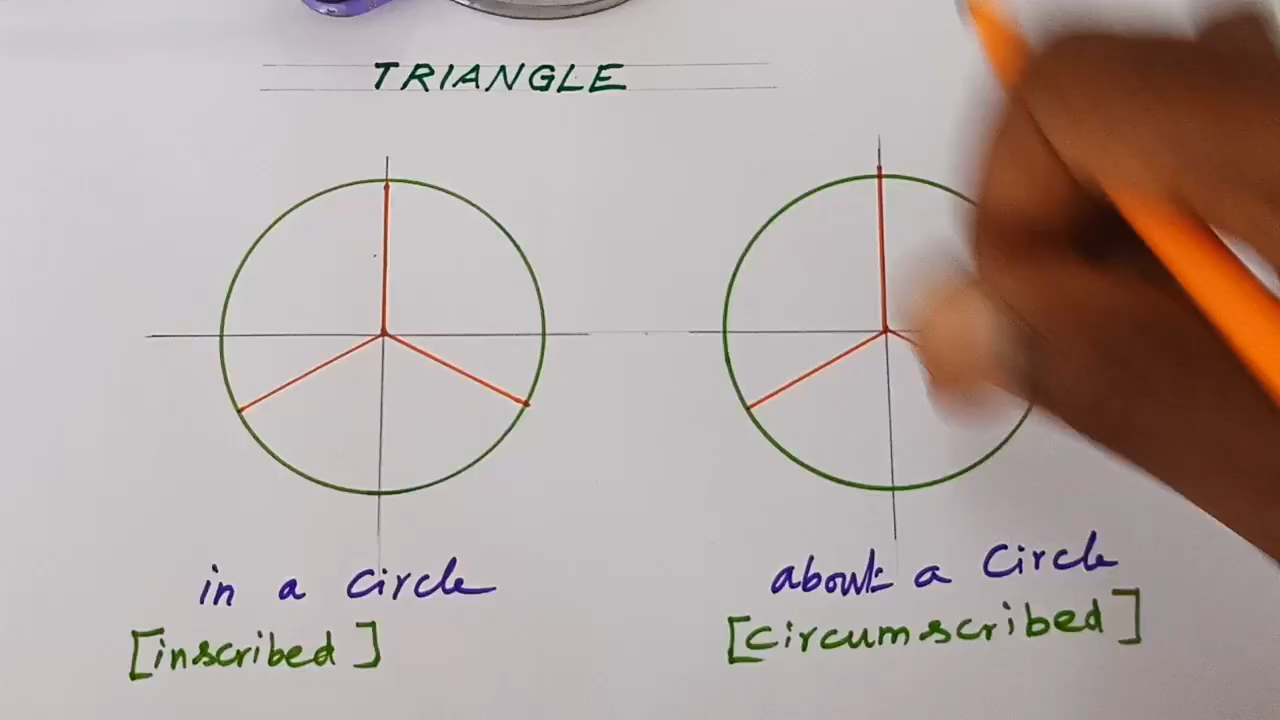 TRIANGLE
in a circle
[inscribed]
about a Circle
[circumscribed]